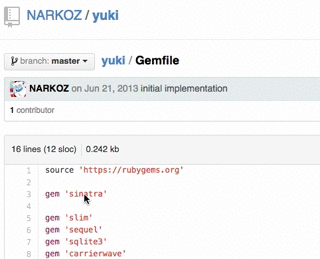 NARKOZ / yuki
branch: master
yuki / Gemfile
NARKOZ on Jun 21, 2013 initial implementation
1 contributor
16 lines (12 sloc) 0.242 kb
1 source 'https://rubygems.org'
2
3 gem 'sinatra'
4
5 gem 'slim'
6 gem 'sequel'
7 gem 'sqlite3'
8 gem 'carrierwave'